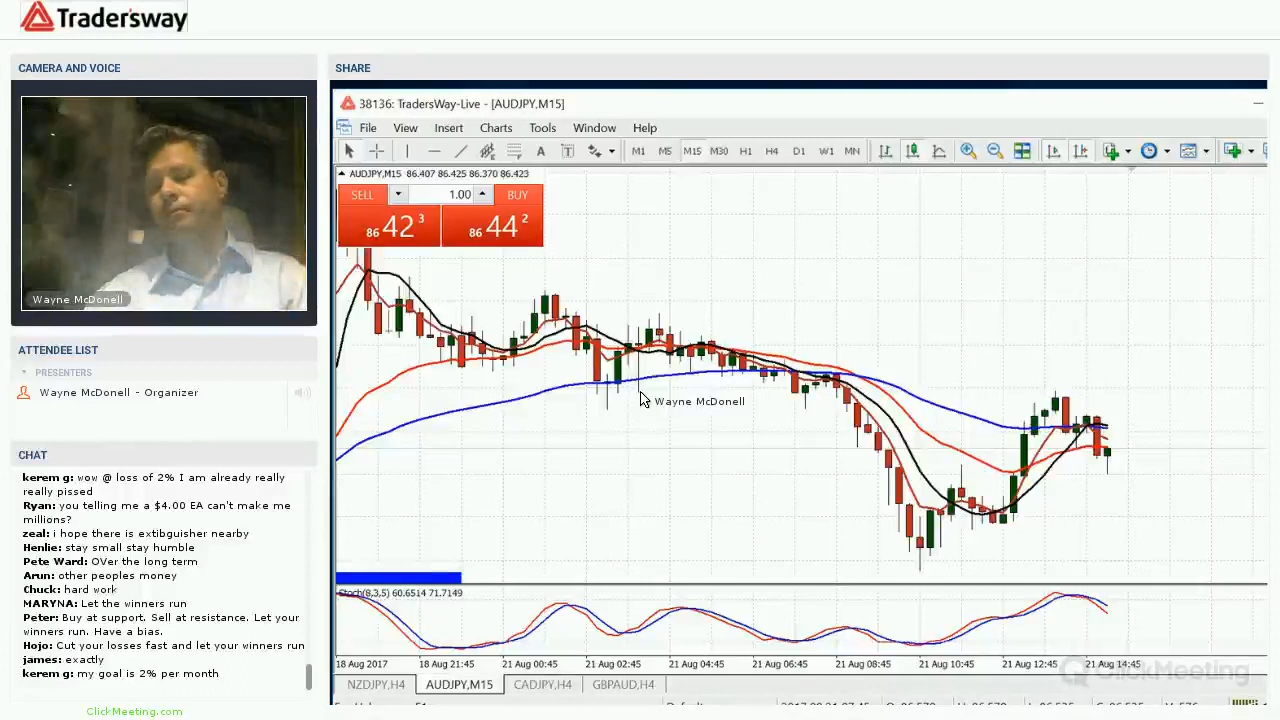 Tradersway
CAMERA AND VOICE
Wayne McDonell
ATTENDEE LIST
PRESENTERS
Wayne McDonell - Organizer
CHAT
kerem g: wow @ loss of 2% I am already really
really pissed
Ryan: you telling me a $4.00 EA can't make me
millions?
zeal: i hope there is extibguisher nearby
Henlie: stay small stay humble
Pete Ward: OVer the long term
Arun: other peoples money
Chuck: hard work
MARYNA: Let the winners run
Peter: Buy at support. Sell at resistance. Let your
winners run. Have a bias.
Hojo: Cut your losses fast and let your winners run
james: exactly
kerem g: my goal is 2% per month
ClickMeeting.com
SHARE
38136: TradersWay-Live - [AUDJPY,M15]
File View Insert Charts Tools Window Help
A T M1 M5 M15 M30 H1 H4 D1 W1 MN
AUDJPY,M15 86.407 86.425 86.370 86.423
SELL 1.00 BUY
86 42 3 86 44 2
Wayne McDonell
Stoch(8,3,5) 60.6514 71.7149
18 Aug 2017 18 Aug 21:45 21 Aug 00:45 21 Aug 02:45 21 Aug 04:45 21 Aug 06:45 21 Aug 08:45 21 Aug 10:45 21 Aug 12:45 21 Aug 14:45
ClickMeeting
NZDJPY,H4 AUDJPY,M15 CADJPY,H4 GBPAUD,H4